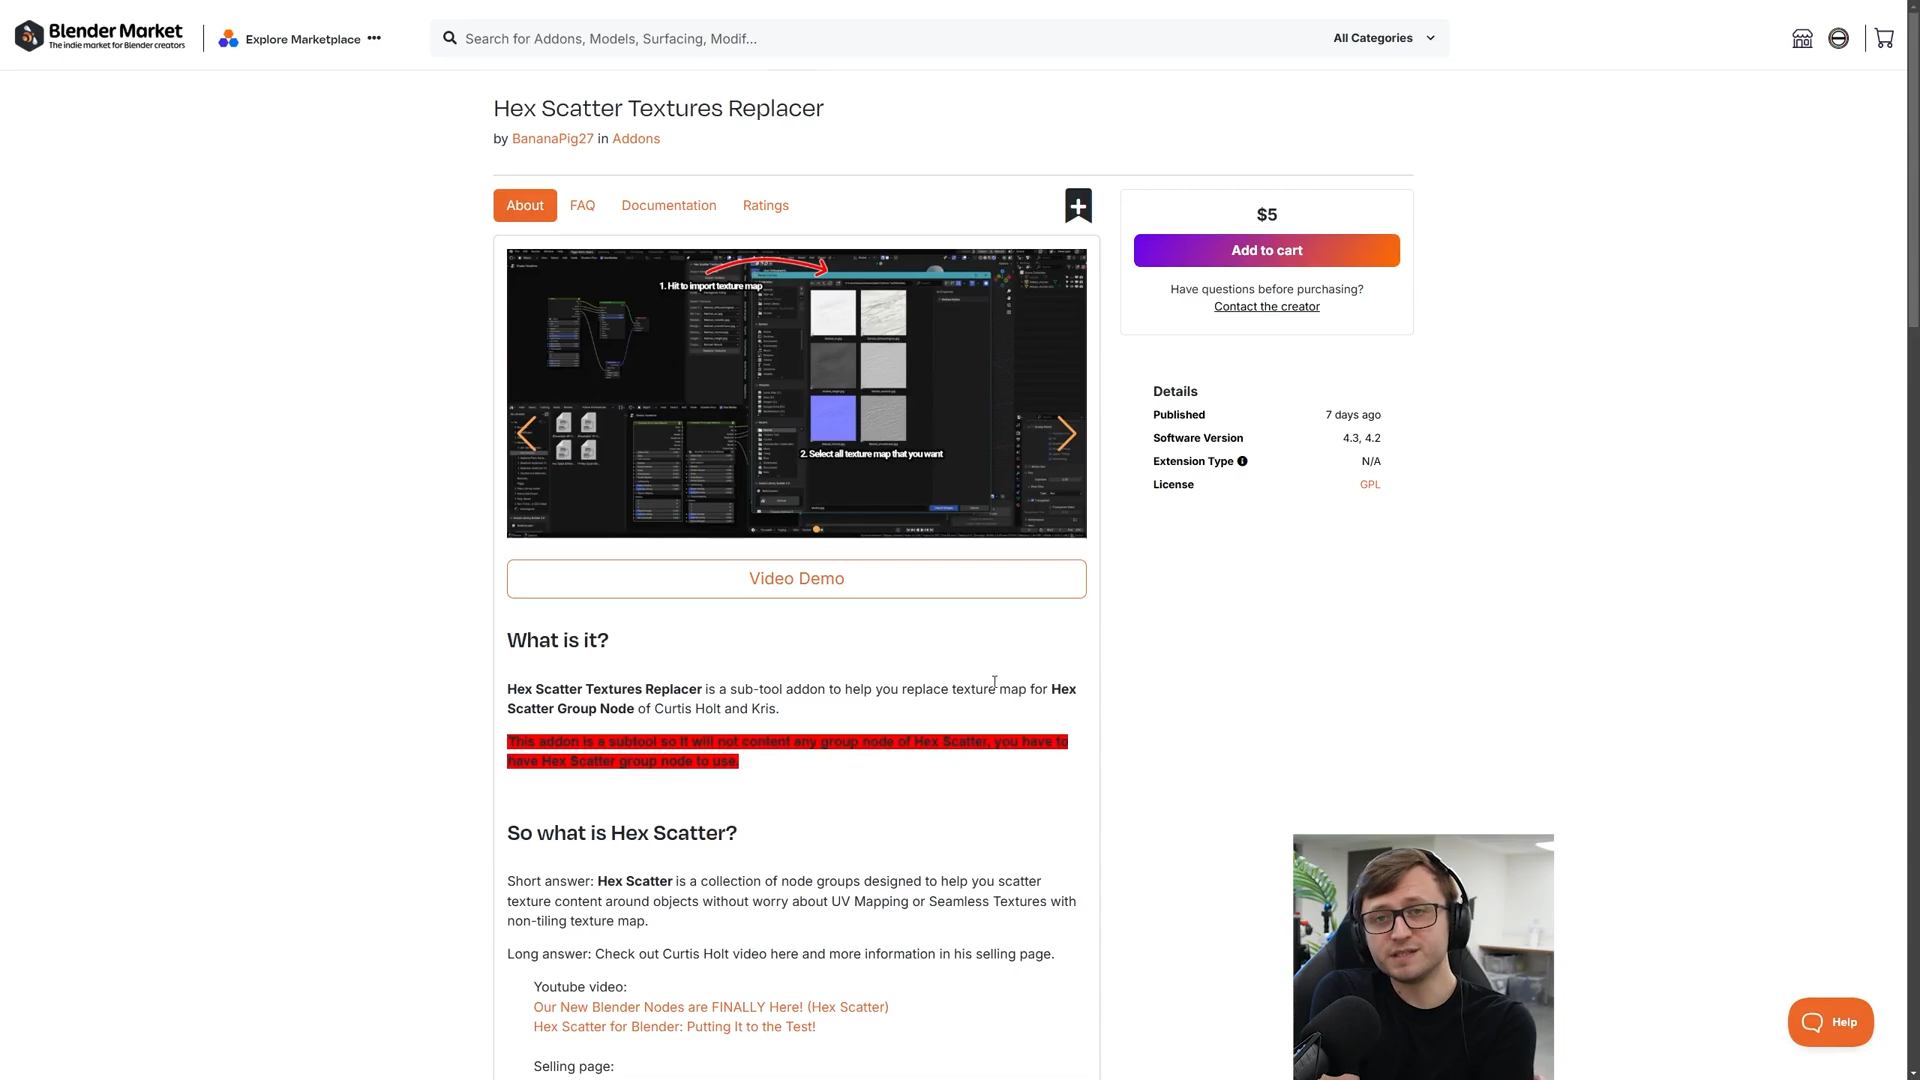 Blender Market
The indie market for Blender creators
Explore Marketplace •••
Search for Addons, Models, Surfacing, Modif...
All Categories
Hex Scatter Textures Replacer
by BananaPig27 in Addons
About
FAQ
Documentation
Ratings
$5
Add to cart
Have questions before purchasing?
Contact the creator
1. Hit to import texture map
2. Select all texture map that you want
Details
Published 7 days ago
Software Version 4.3, 4.2
Extension Type N/A
License GPL
Video Demo
What is it?
Hex Scatter Textures Replacer is a sub-tool addon to help you replace texture map for Hex
Scatter Group Node of Curtis Holt and Kris.
This addon is a subtool so it will not content any group node of Hex Scatter, you have to
have Hex Scatter group node to use.
So what is Hex Scatter?
Short answer: Hex Scatter is a collection of node groups designed to help you scatter
texture content around objects without worry about UV Mapping or Seamless Textures with
non-tiling texture map.
Long answer: Check out Curtis Holt video here and more information in his selling page.
Youtube video:
Our New Blender Nodes are FINALLY Here! (Hex Scatter)
Hex Scatter for Blender: Putting It to the Test!
Selling page:
Help